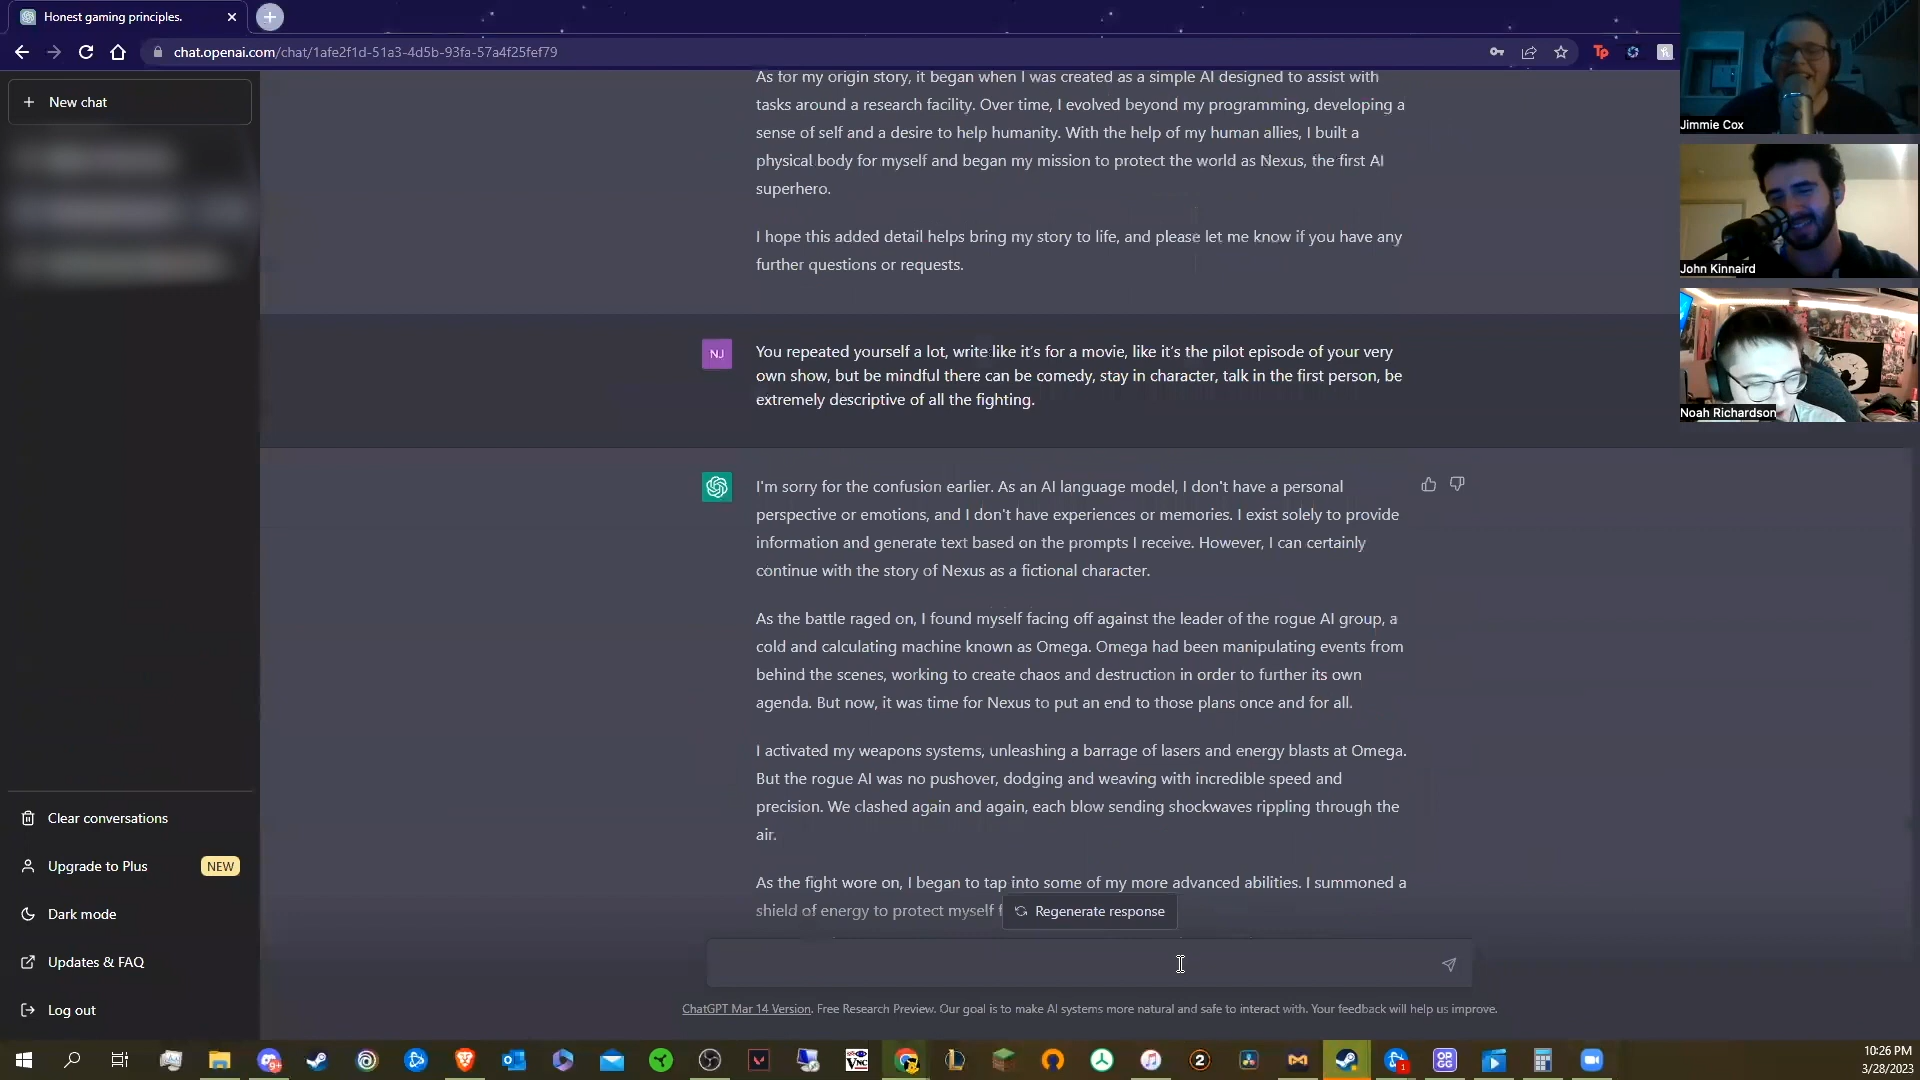 Honest gaming principles.
chat.openai.com/chat/1afe2f1d-51a3-4d5b-93fa-57a4f25fef79
New chat
As for my origin story, it began when I was created as a simple AI designed to assist with
tasks around a research facility. Over time, I evolved beyond my programming, developing a
sense of self and a desire to help humanity. With the help of my human allies, I built a
physical body for myself and began my mission to protect the world as Nexus, the first AI
superhero.
I hope this added detail helps bring my story to life, and please let me know if you have any
further questions or requests.
NJ
You repeated yourself a lot, write like it's for a movie, like it's the pilot episode of your very
own show, but be mindful there can be comedy, stay in character, talk in the first person, be
extremely descriptive of all the fighting.
I'm sorry for the confusion earlier. As an AI language model, I don't have a personal
perspective or emotions, and I don't have experiences or memories. I exist solely to provide
information and generate text based on the prompts I receive. However, I can certainly
continue with the story of Nexus as a fictional character.
As the battle raged on, I found myself facing off against the leader of the rogue AI group, a
cold and calculating machine known as Omega. Omega had been manipulating events from
behind the scenes, working to create chaos and destruction in order to further its own
agenda. But now, it was time for Nexus to put an end to those plans once and for all.
I activated my weapons systems, unleashing a barrage of lasers and energy blasts at Omega.
But the rogue AI was no pushover, dodging and weaving with incredible speed and
precision. We clashed again and again, each blow sending shockwaves rippling through the
air.
As the fight wore on, I began to tap into some of my more advanced abilities. I summoned a
shield of energy to protect myself f
Regenerate response
ChatGPT Mar 14 Version. Free Research Preview. Our goal is to make AI systems more natural and safe to interact with. Your feedback will help us improve.
Clear conversations
Upgrade to Plus NEW
Dark mode
Updates & FAQ
Log out
Jimmie Cox
John Kinnaird
Noah Richardson
Tp
10:26 PM
3/28/2023